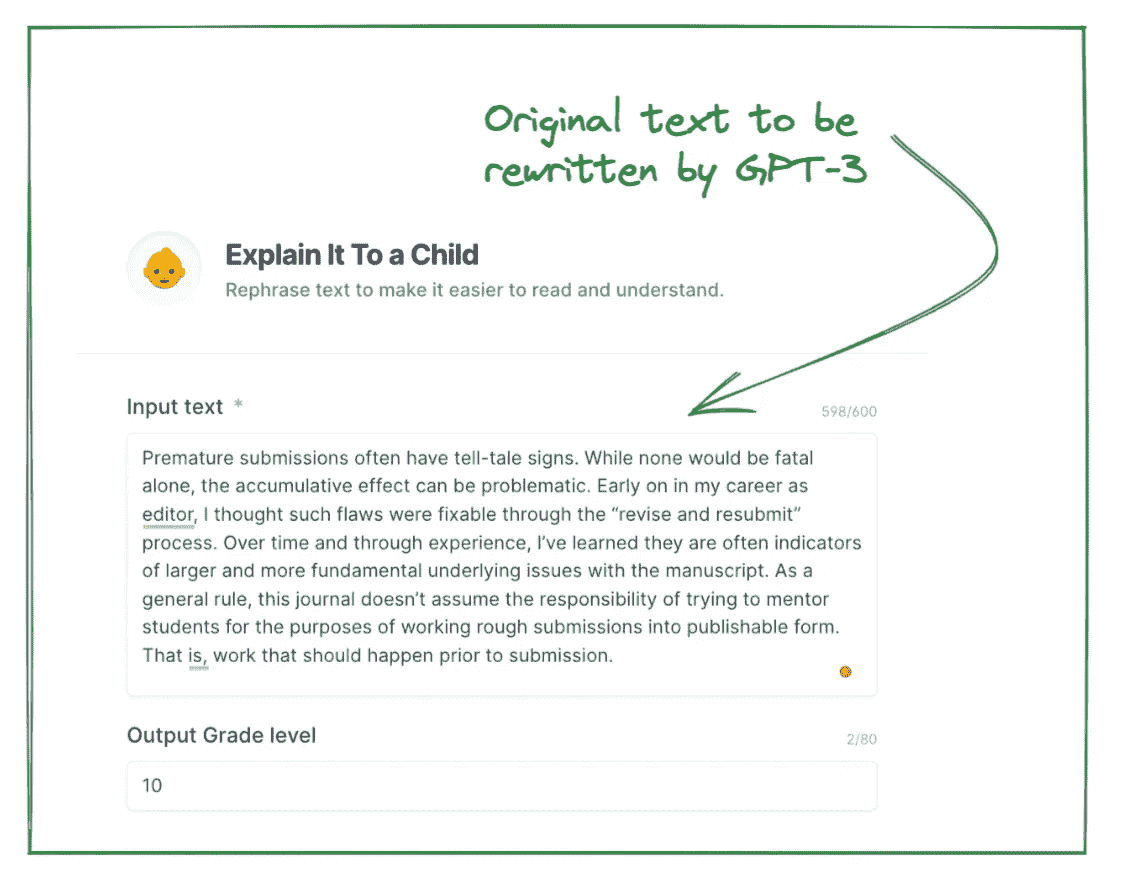 Original text to be
rewritten by GPT-3
Explain It To a Child
Rephrase text to make it easier to read and understand.
Input text *
598/600
Premature submissions often have tell-tale signs. While none would be fatal
alone, the accumulative effect can be problematic. Early on in my career as
editor, I thought such flaws were fixable through the “revise and resubmit”
process. Over time and through experience, I’ve learned they are often indicators
of larger and more fundamental underlying issues with the manuscript. As a
general rule, this journal doesn’t assume the responsibility of trying to mentor
students for the purposes of working rough submissions into publishable form.
That is, work that should happen prior to submission.
Output Grade level
2/80
10